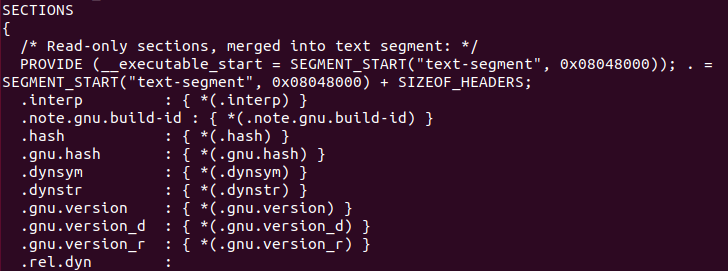 SECTIONS
{
  /* Read-only sections, merged into text segment: */
  PROVIDE (__executable_start = SEGMENT_START("text-segment", 0x08048000)); . =
SEGMENT_START("text-segment", 0x08048000) + SIZEOF_HEADERS;
  .interp         : { *(.interp) }
  .note.gnu.build-id : { *(.note.gnu.build-id) }
  .hash           : { *(.hash) }
  .gnu.hash       : { *(.gnu.hash) }
  .dynsym         : { *(.dynsym) }
  .dynstr         : { *(.dynstr) }
  .gnu.version    : { *(.gnu.version) }
  .gnu.version_d  : { *(.gnu.version_d) }
  .gnu.version_r  : { *(.gnu.version_r) }
  .rel.dyn        :